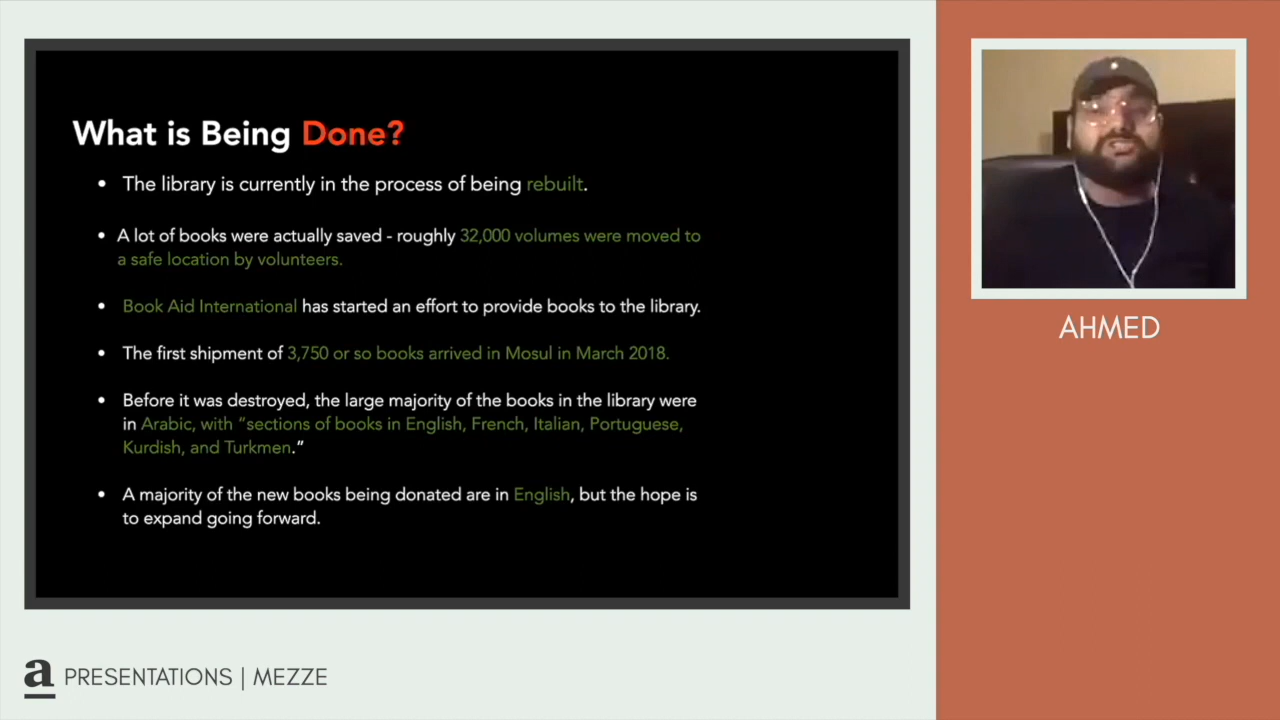 What is Being Done?
• The library is currently in the process of being rebuilt.
• A lot of books were actually saved - roughly 32,000 volumes were moved to
a safe location by volunteers.
• Book Aid International has started an effort to provide books to the library.
• The first shipment of 3,750 or so books arrived in Mosul in March 2018.
• Before it was destroyed, the large majority of the books in the library were
in Arabic, with “sections of books in English, French, Italian, Portuguese,
Kurdish, and Turkmen.”
• A majority of the new books being donated are in English, but the hope is
to expand going forward.
AHMED
a PRESENTATIONS | MEZZE